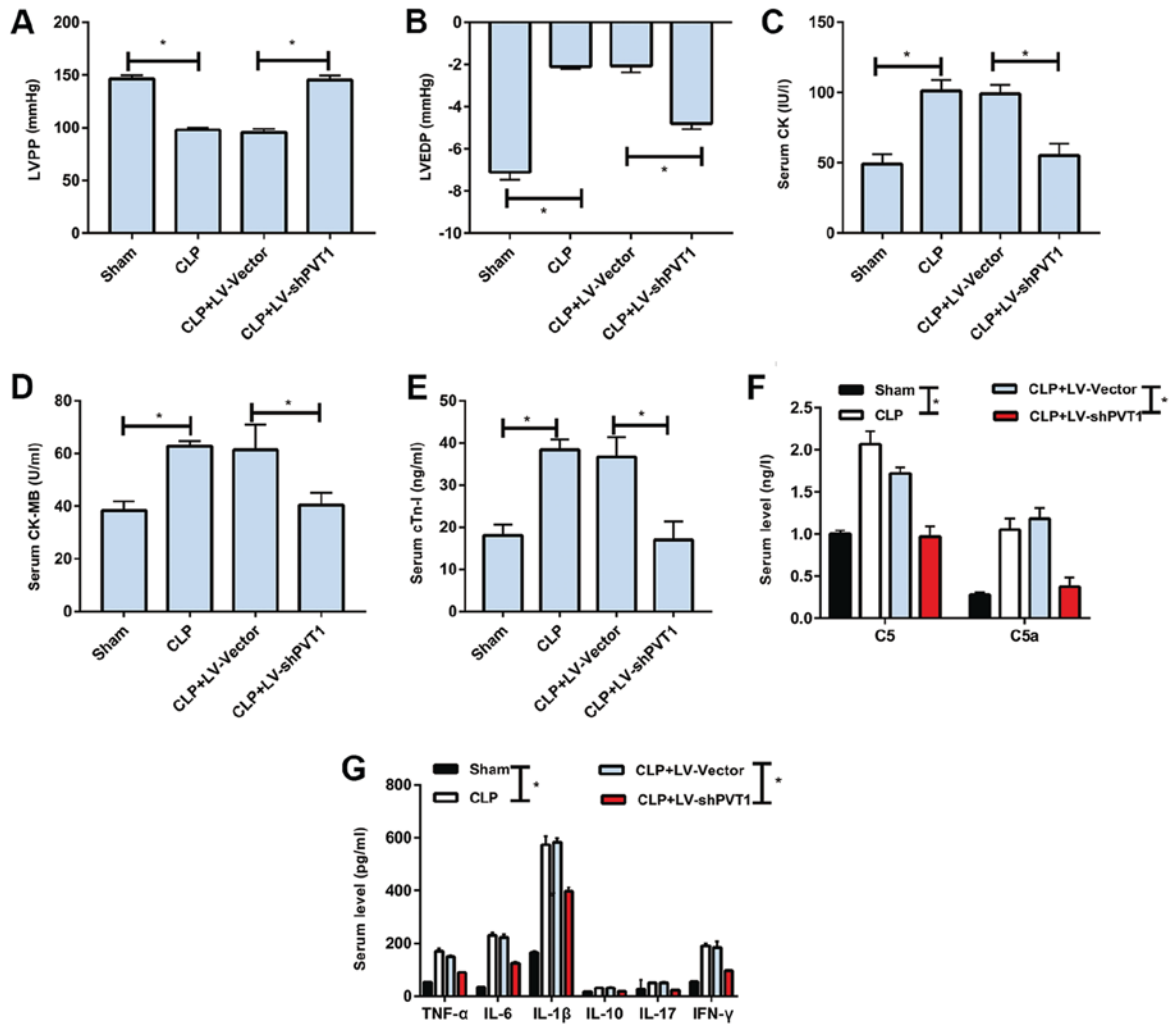 A
LVPP (mmHg)
200
150
100
50
0
*
*
Sham
CLP
CLP+LV-Vector
CLP+LV-shPVT1
B
LVEDP (mmHg)
0
-2
-4
-6
-8
-10
*
*
Sham
CLP
CLP+LV-Vector
CLP+LV-shPVT1
C
Serum CK (IU/l)
150
100
50
0
*
*
Sham
CLP
CLP+LV-Vector
CLP+LV-shPVT1
D
Serum CK-MB (U/ml)
80
60
40
20
0
*
*
Sham
CLP
CLP+LV-Vector
CLP+LV-shPVT1
E
Serum cTn-I (ng/ml)
50
40
30
20
10
0
*
*
Sham
CLP
CLP+LV-Vector
CLP+LV-shPVT1
F
Sham
CLP
*
CLP+LV-Vector
CLP+LV-shPVT1
*
Serum level (ng/l)
2.5
2.0
1.5
1.0
0.5
0.0
C5
C5a
G
Sham
CLP
*
CLP+LV-Vector
CLP+LV-shPVT1
*
Serum level (pg/ml)
800
600
400
200
0
*
TNF-α
IL-6
IL-1β
IL-10
IL-17
IFN-γ